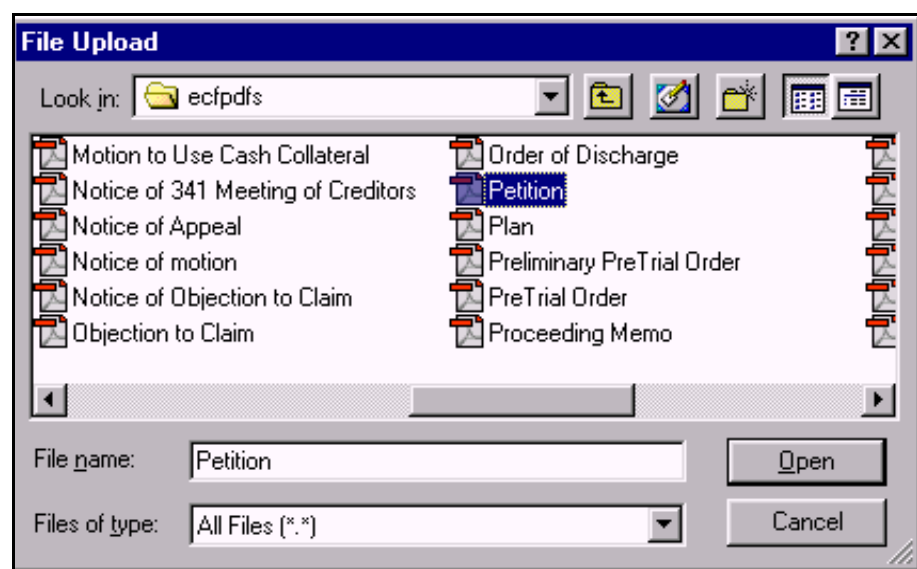 File Upload
Look in: ecfpdfs
Motion to Use Cash Collateral
Notice of 341 Meeting of Creditors
Notice of Appeal
Notice of motion
Notice of Objection to Claim
Objection to Claim
Order of Discharge
Petition
Plan
Preliminary PreTrial Order
PreTrial Order
Proceeding Memo
File name: Petition Open
Files of type: All Files (*.*) Cancel